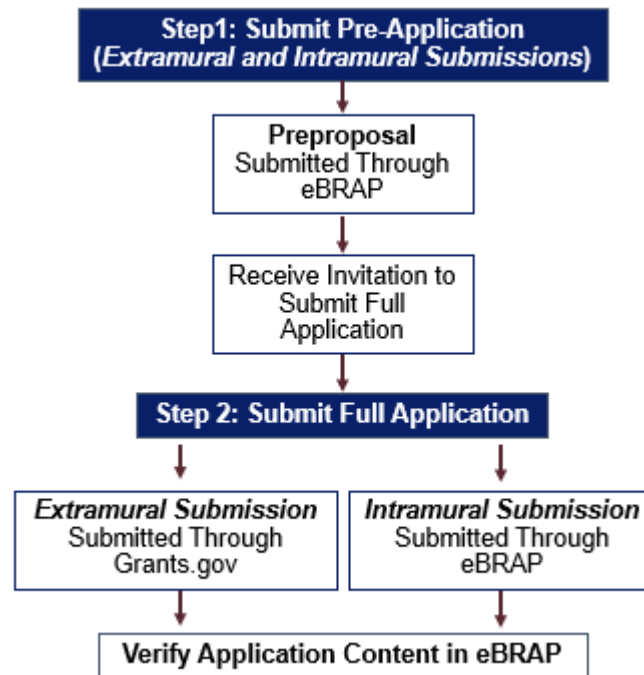 Step1: Submit Pre-Application
(Extramural and Intramural Submissions)
Preproposal
Submitted Through
eBRAP
Receive Invitation to
Submit Full
Application
Step 2: Submit Full Application
Extramural Submission
Submitted Through
Grants.gov
Intramural Submission
Submitted Through
eBRAP
Verify Application Content in eBRAP